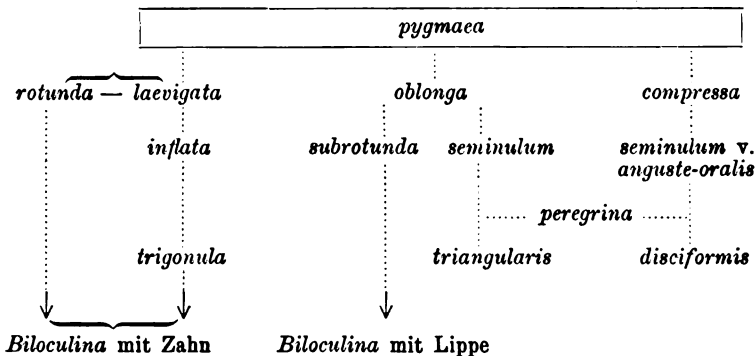 pygmaea
rotunda — laevigata oblonga compressa
inflata subrotunda seminulum seminulum v.
anguste-oralis
peregrina
trigonula triangularis disciformis
Biloculina mit Zahn Biloculina mit Lippe